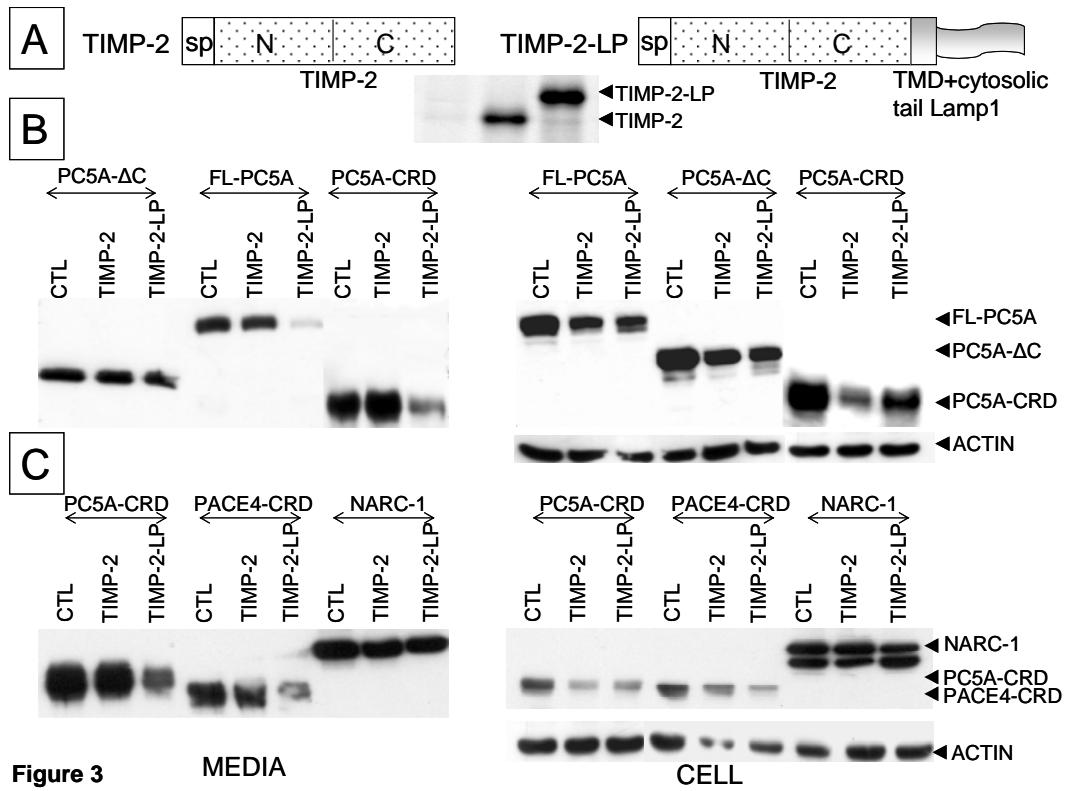 A
TIMP-2 sp N C
TIMP-2
TIMP-2-LP sp N C
TIMP-2 TMD+cytosolic
tail Lamp1
◄TIMP-2-LP
◄TIMP-2
B
PC5A-ΔC FL-PC5A PC5A-CRD
CTL TIMP-2 TIMP-2-LP CTL TIMP-2 TIMP-2-LP CTL TIMP-2 TIMP-2-LP
FL-PC5A PC5A-ΔC PC5A-CRD
CTL TIMP-2 TIMP-2-LP CTL TIMP-2 TIMP-2-LP CTL TIMP-2 TIMP-2-LP
◄FL-PC5A
◄PC5A-ΔC
◄PC5A-CRD
◄ACTIN
C
PC5A-CRD PACE4-CRD NARC-1
CTL TIMP-2 TIMP-2-LP CTL TIMP-2 TIMP-2-LP CTL TIMP-2 TIMP-2-LP
PC5A-CRD PACE4-CRD NARC-1
CTL TIMP-2 TIMP-2-LP CTL TIMP-2 TIMP-2-LP CTL TIMP-2 TIMP-2-LP
◄NARC-1
◄PC5A-CRD
◄PACE4-CRD
◄ACTIN
Figure 3 MEDIA CELL